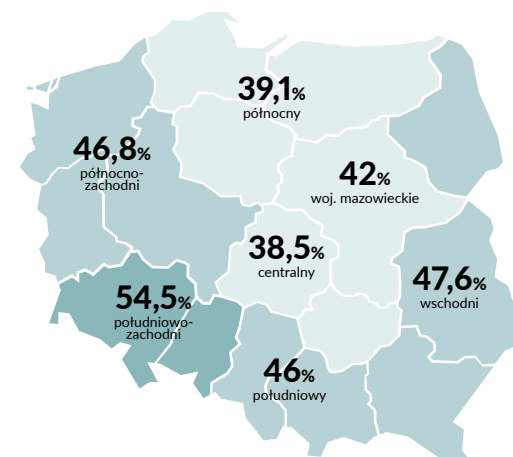 39,1%
północny
46,8%
północno-
zachodni
42%
woj. mazowieckie
38,5%
centralny
47,6%
wschodni
54,5%
południowo-
zachodni
46%
południowy